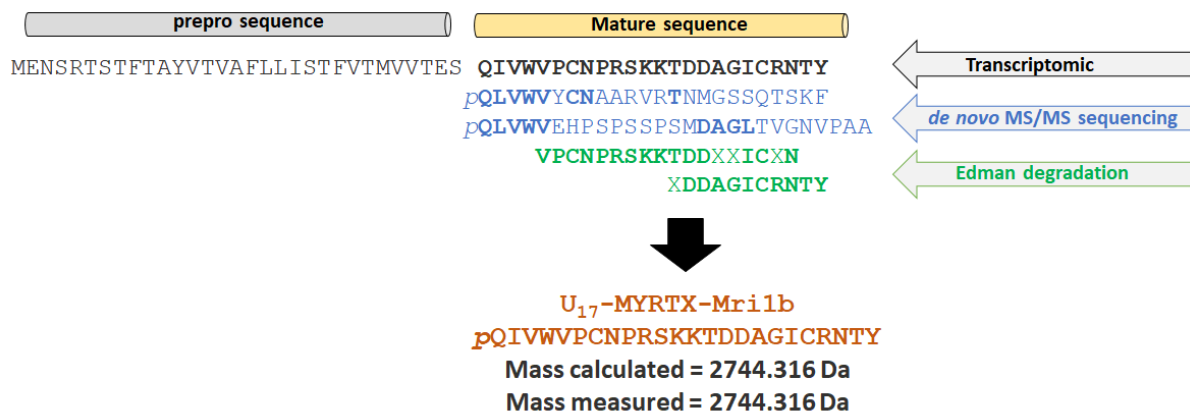 prepro sequence Mature sequence
MENSRTSTFTAYVTVAFLLISTFVTMVVTES QIVWVPCNPRSKKTDDAGICRNTY Transcriptomic
pQLVWVYCNAARVRTNMGSSQTSKF
pQLVWVEHPSPSSPSMDAGLTVGNVPAA de novo MS/MS sequencing
VPCNPRSKKTDDXXICXN
XDDAGICRNTY Edman degradation
U₁₇-MYRTX-Mri1b
pQIVWVPCNPRSKKTDDAGICRNTY
Mass calculated = 2744.316 Da
Mass measured = 2744.316 Da